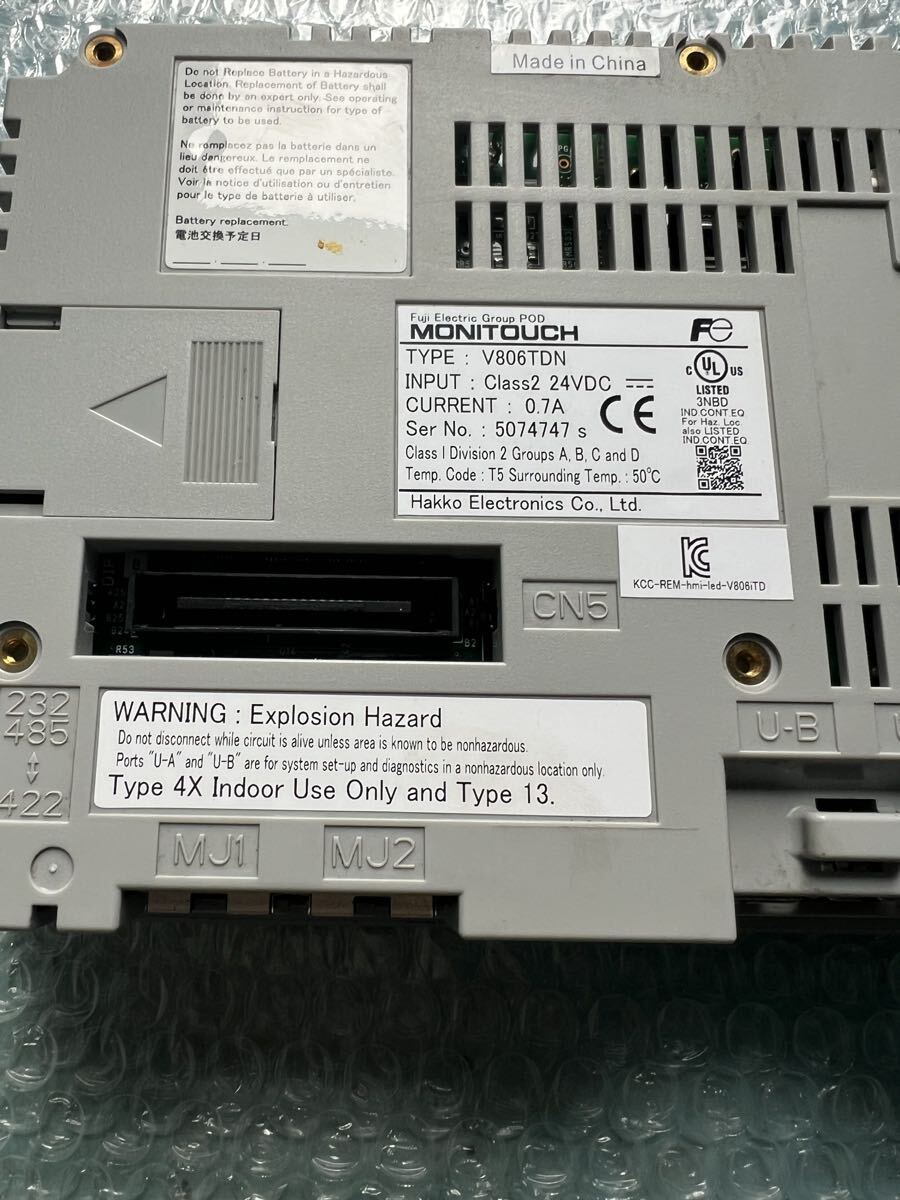 Do not Replace Battery in a Hazardous
Location. Replacement of Battery shall
be done by an expert only. See operating
or maintenance instruction for type of
battery to be used.
Ne remplacez pas la batterie dans un
lieu dangereux. Le remplacement ne
doit être effectué que par un spécialiste.
Voir la notice d'utilisation ou d'entretien
pour le type de batterie à utiliser.
Battery replacement.
電池交換予定日
Made in China
PG
Fuji Electric Group POD
MONITOUCH
TYPE : V806TDN
INPUT : Class2 24VDC
CURRENT : 0.7A
Ser No. : 5074747 s
Class I Division 2 Groups A, B, C and D
Temp. Code : T5 Surrounding Temp. : 50℃
Hakko Electronics Co., Ltd.
Fe
CE
C UL US
LISTED
3NBD
IND.CONT.EQ
For Haz. Loc.
also LISTED
IND.CONT.EQ.
KC
KCC-REM-hmi-led-V806iTD
CN5
R53
B2
232
485
422
WARNING : Explosion Hazard
Do not disconnect while circuit is alive unless area is known to be nonhazardous.
Ports "U-A" and "U-B" are for system set-up and diagnostics in a nonhazardous location only.
Type 4X Indoor Use Only and Type 13.
U-B
MJ1
MJ2